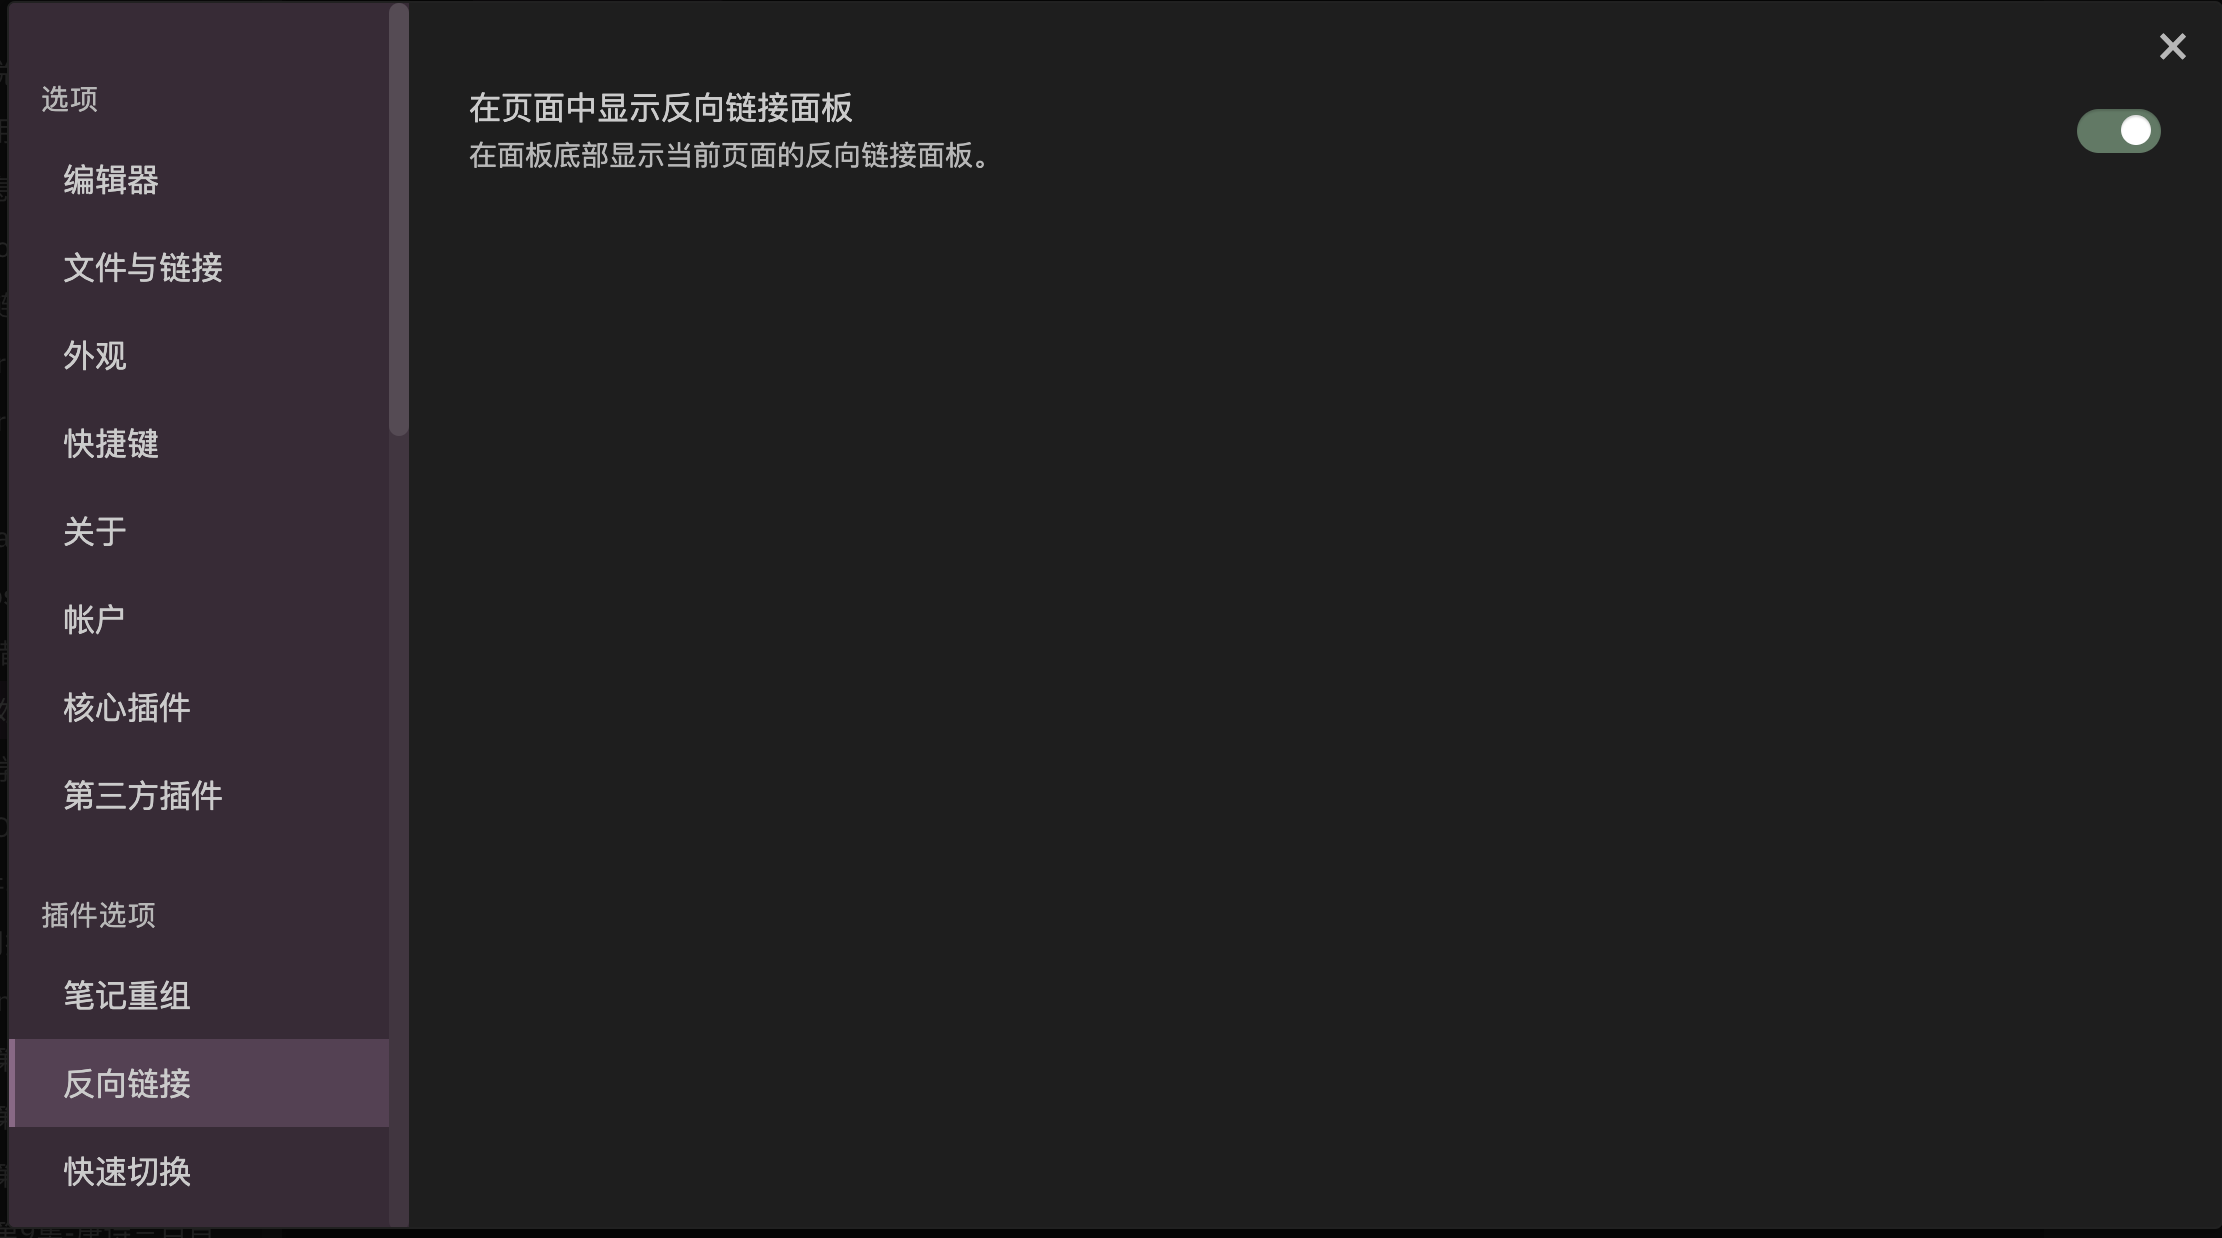 选项
编辑器
文件与链接
外观
快捷键
关于
帐户
核心插件
第三方插件
插件选项
笔记重组
反向链接
快速切换
在页面中显示反向链接面板
在面板底部显示当前页面的反向链接面板。